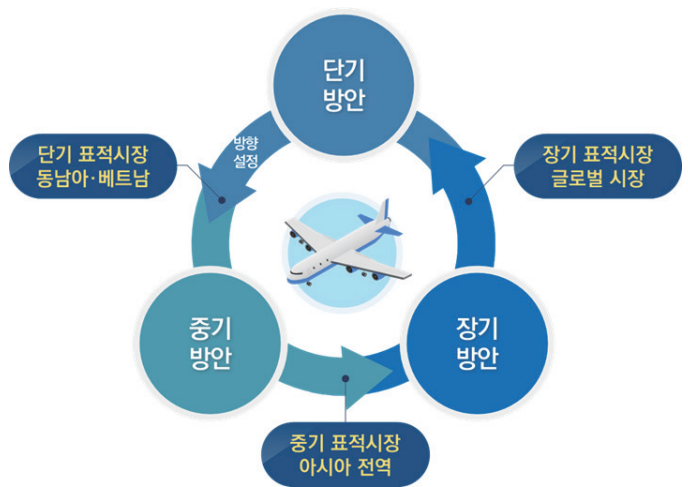 단기
방안
방향
설정
단기 표적시장
동남아·베트남
장기 표적시장
글로벌 시장
중기
방안
장기
방안
중기 표적시장
아시아 전역